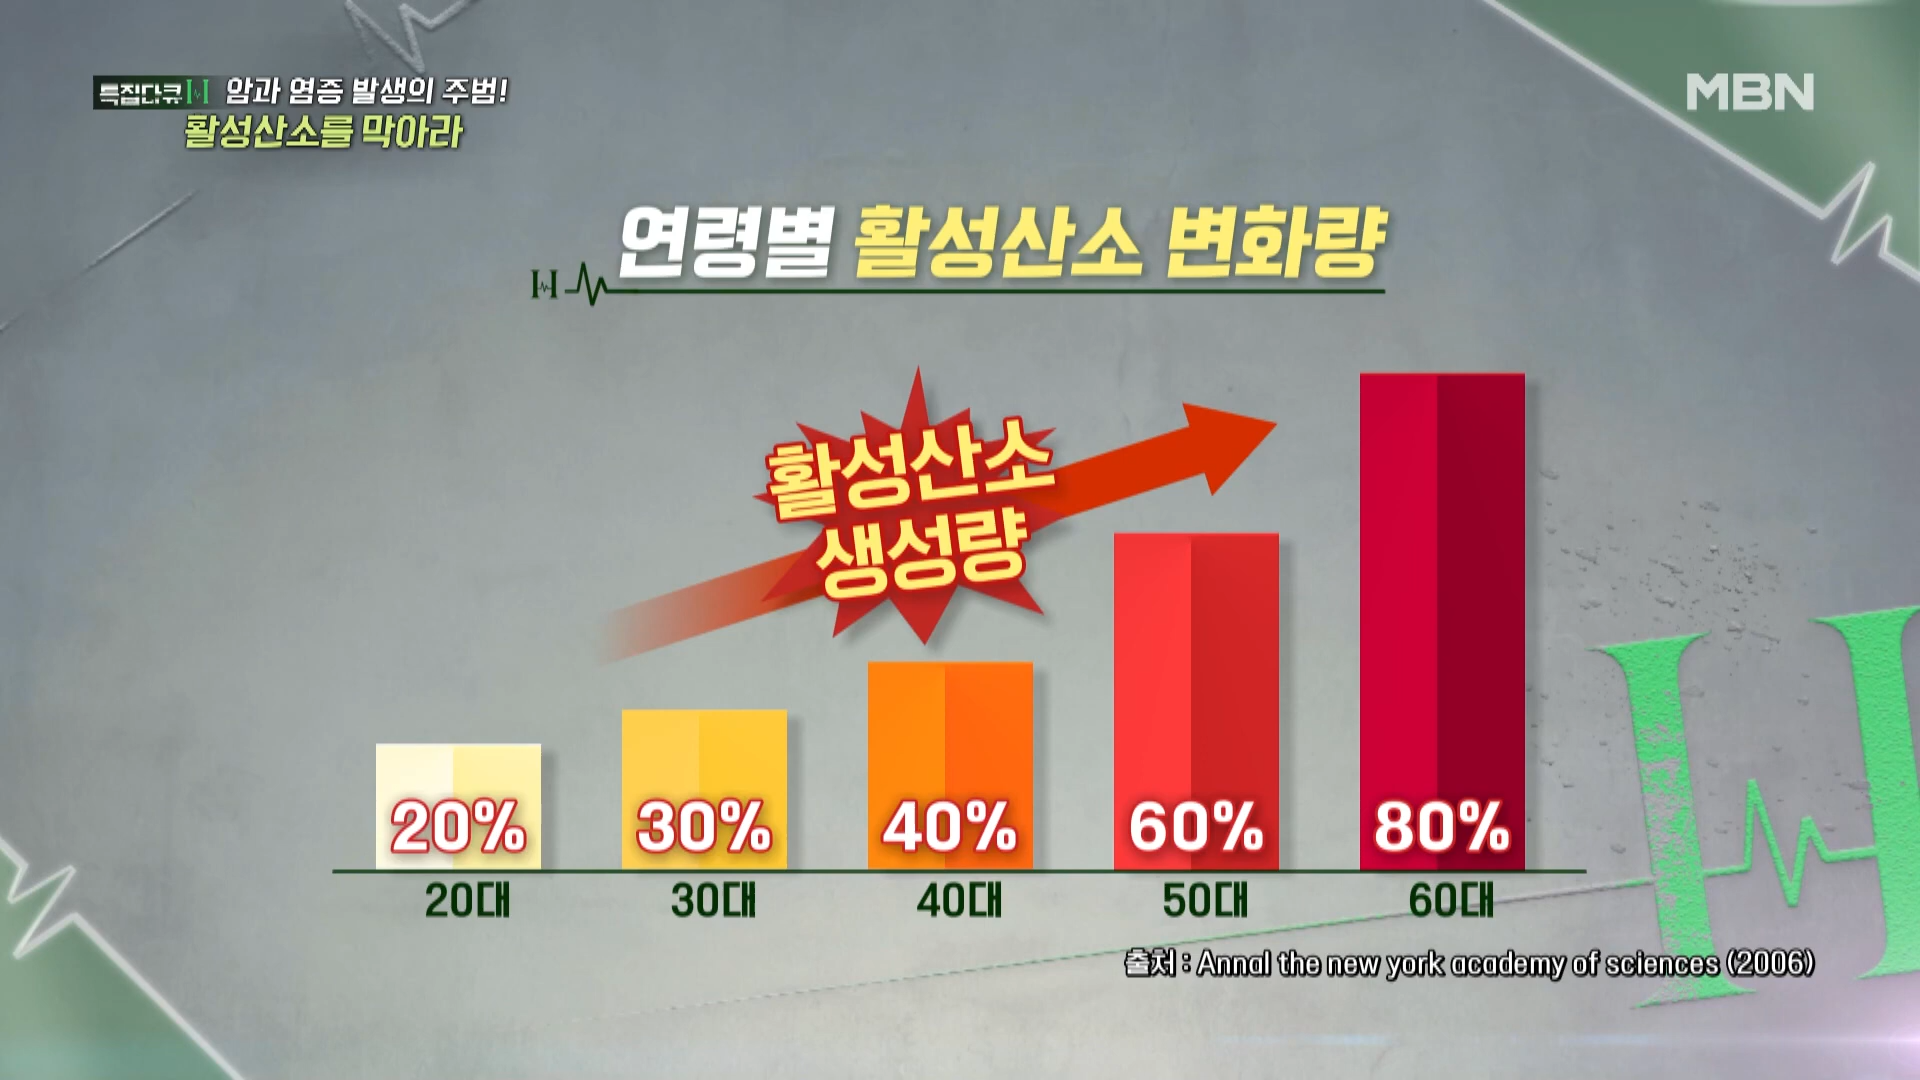 특집다큐H 암과 염증 발생의 주범!
활성산소를 막아라
MBN
연령별 활성산소 변화량
활성산소
생성량
20% 30% 40% 60% 80%
20대 30대 40대 50대 60대
출처 : Annal the new york academy of sciences (2006)